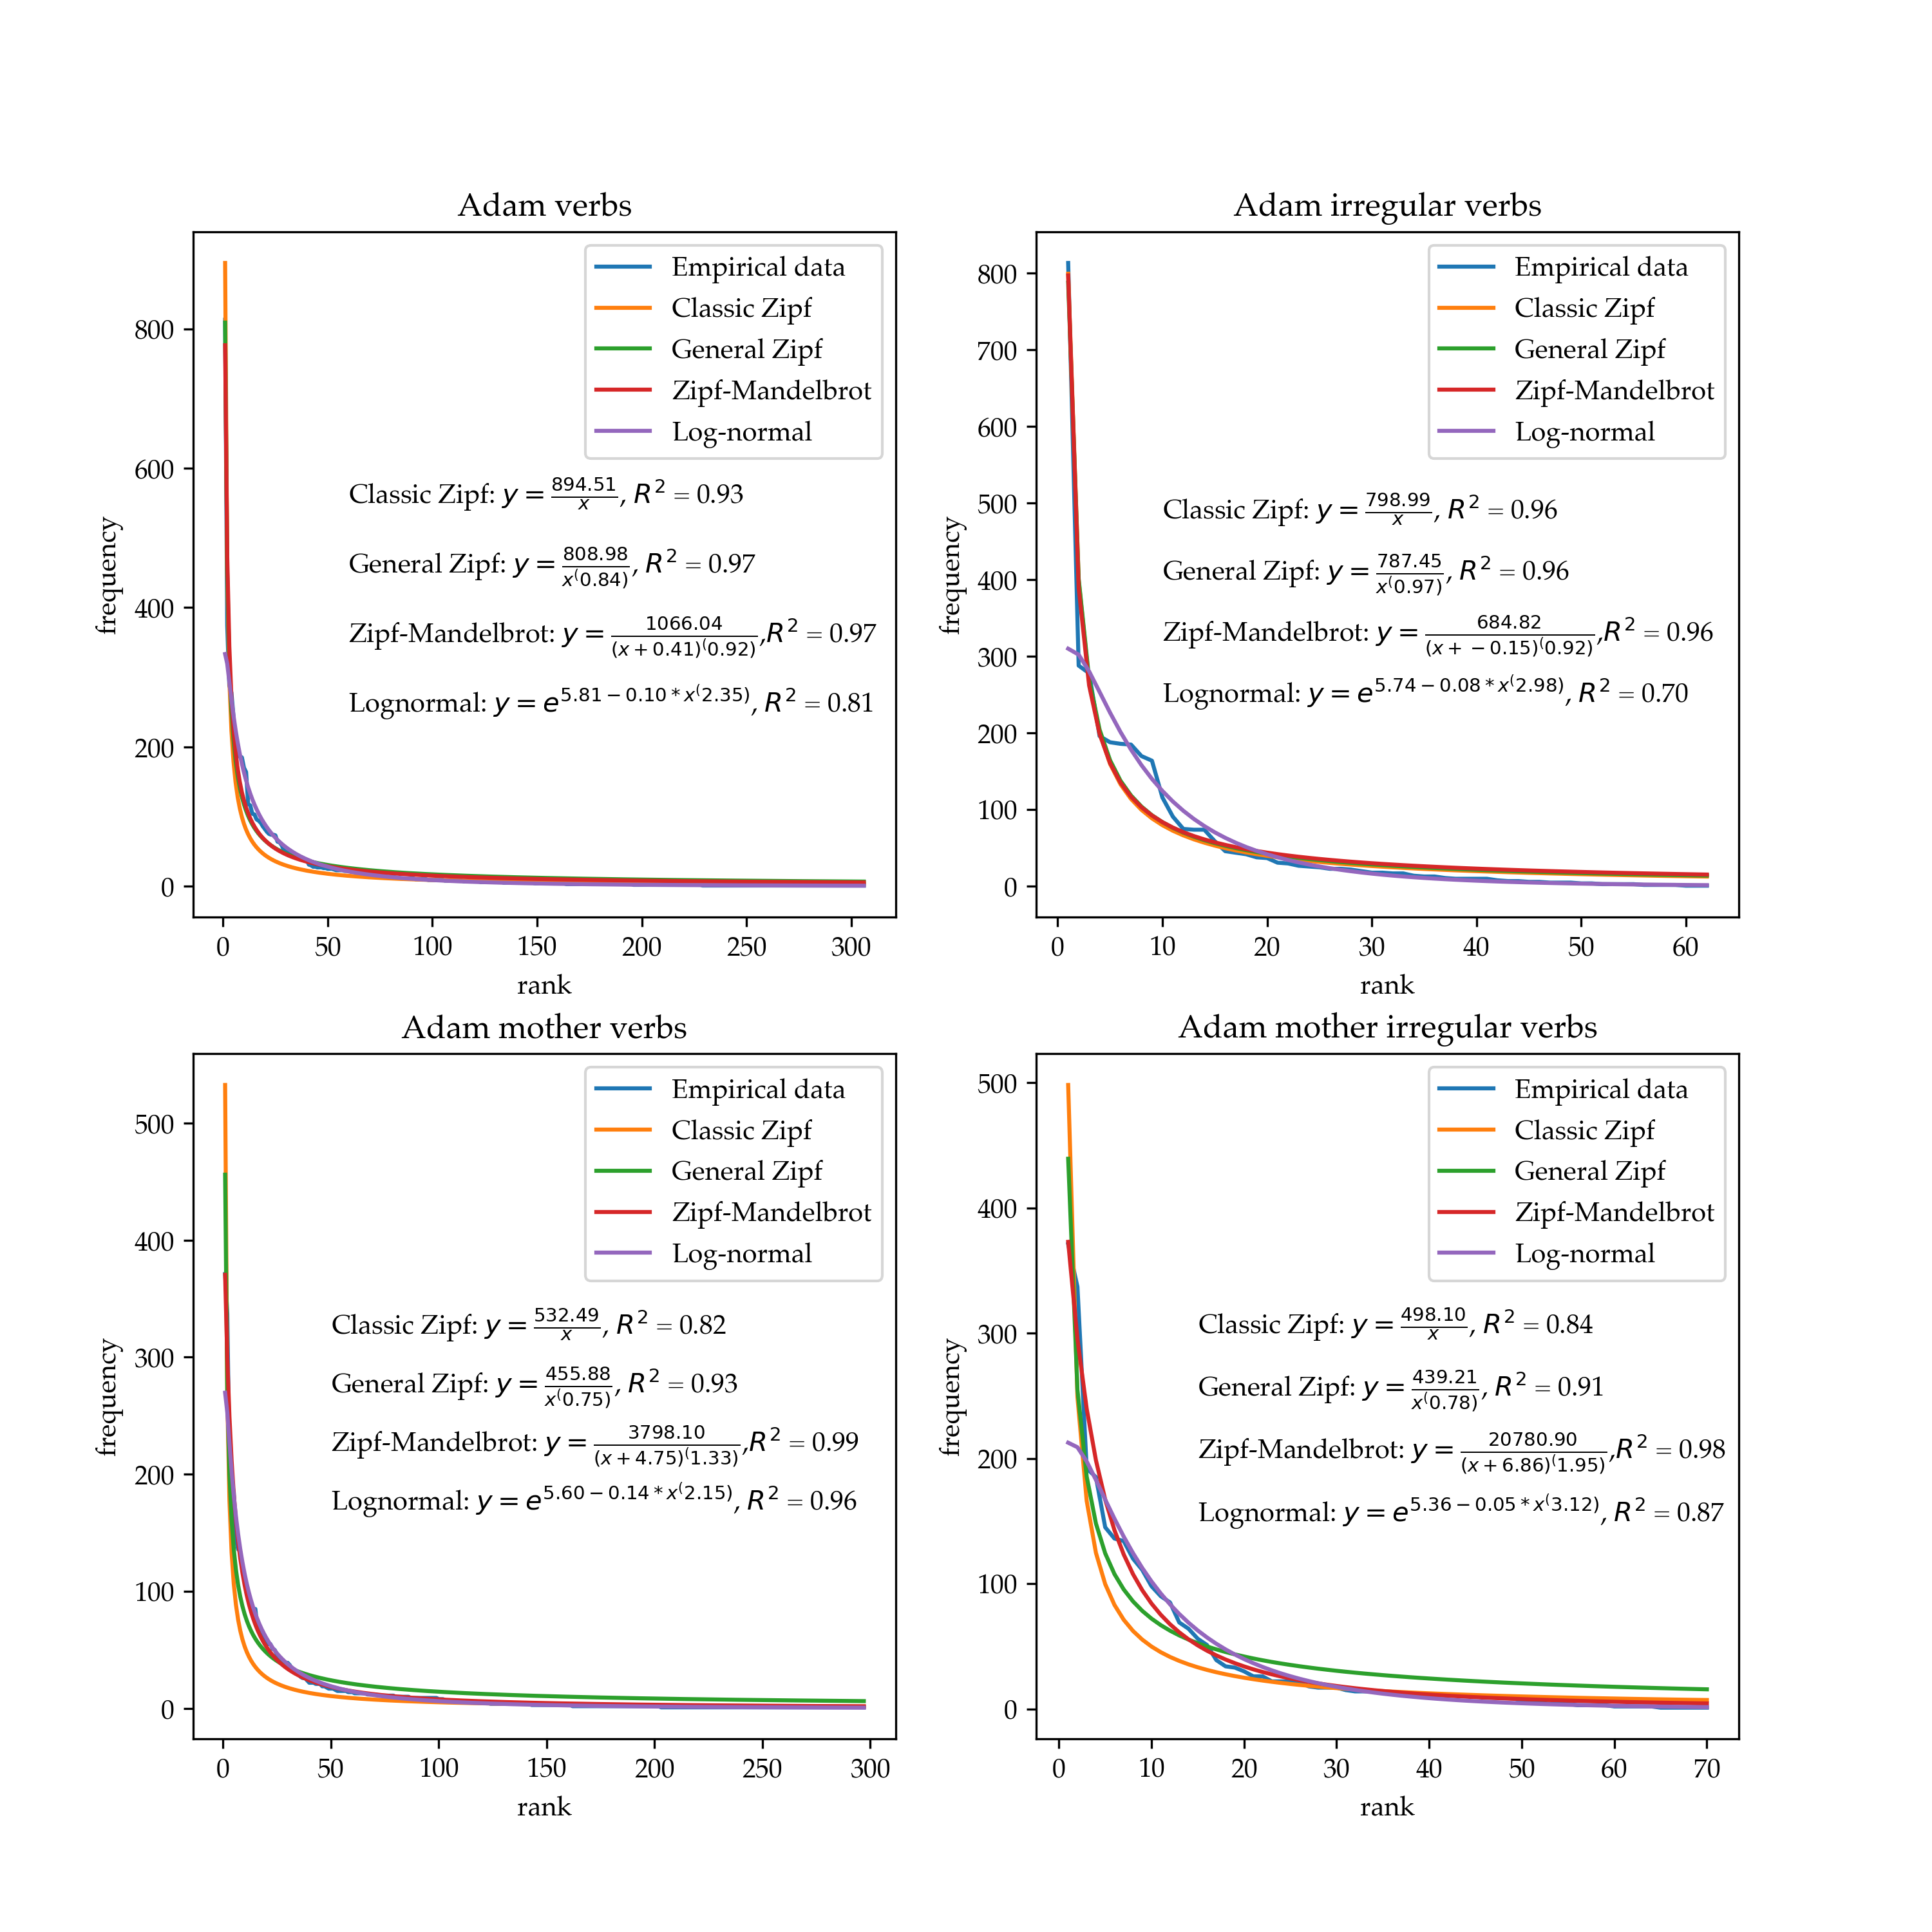 Adam verbs
Empirical data
Classic Zipf
General Zipf
Zipf-Mandelbrot
Log-normal
Classic Zipf: y = 894.51/x, R² = 0.93
General Zipf: y = 808.98/x^(0.84), R² = 0.97
Zipf-Mandelbrot: y = 1066.04/(x+0.41)^(0.92), R² = 0.97
Lognormal: y = e^5.81−0.10*x^(2.35), R² = 0.81
frequency
800
600
400
200
0
0 50 100 150 200 250 300
rank
Adam irregular verbs
Empirical data
Classic Zipf
General Zipf
Zipf-Mandelbrot
Log-normal
Classic Zipf: y = 798.99/x, R² = 0.96
General Zipf: y = 787.45/x^(0.97), R² = 0.96
Zipf-Mandelbrot: y = 684.82/(x+−0.15)^(0.92), R² = 0.96
Lognormal: y = e^5.74−0.08*x^(2.98), R² = 0.70
frequency
800
700
600
500
400
300
200
100
0
0 10 20 30 40 50 60
rank
Adam mother verbs
Empirical data
Classic Zipf
General Zipf
Zipf-Mandelbrot
Log-normal
Classic Zipf: y = 532.49/x, R² = 0.82
General Zipf: y = 455.88/x^(0.75), R² = 0.93
Zipf-Mandelbrot: y = 3798.10/(x+4.75)^(1.33), R² = 0.99
Lognormal: y = e^5.60−0.14*x^(2.15), R² = 0.96
frequency
500
400
300
200
100
0
0 50 100 150 200 250 300
rank
Adam mother irregular verbs
Empirical data
Classic Zipf
General Zipf
Zipf-Mandelbrot
Log-normal
Classic Zipf: y = 498.10/x, R² = 0.84
General Zipf: y = 439.21/x^(0.78), R² = 0.91
Zipf-Mandelbrot: y = 20780.90/(x+6.86)^(1.95), R² = 0.98
Lognormal: y = e^5.36−0.05*x^(3.12), R² = 0.87
frequency
500
400
300
200
100
0
0 10 20 30 40 50 60 70
rank